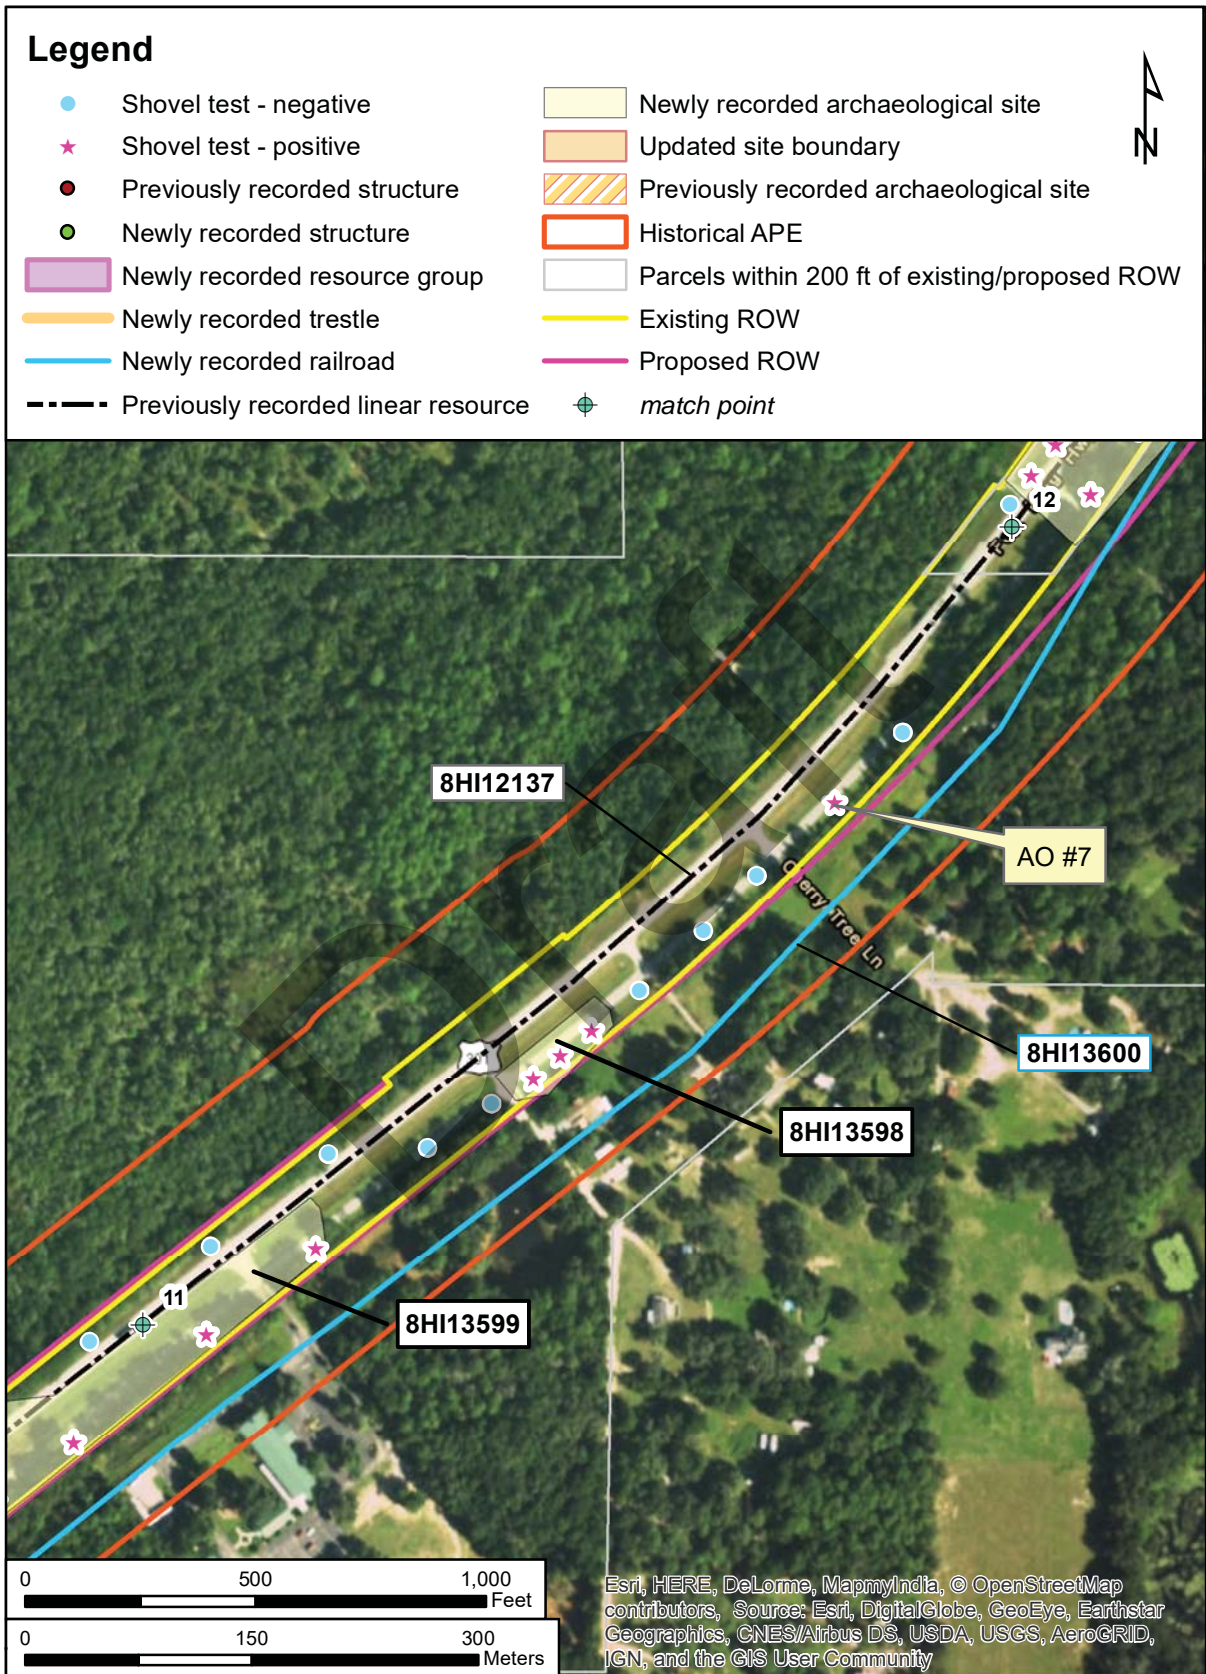 Legend
Shovel test - negative
Shovel test - positive
Previously recorded structure
Newly recorded structure
Newly recorded resource group
Newly recorded trestle
Newly recorded railroad
Previously recorded linear resource
Newly recorded archaeological site
Updated site boundary
Previously recorded archaeological site
Historical APE
Parcels within 200 ft of existing/proposed ROW
Existing ROW
Proposed ROW
match point
N
12
8HI12137
AO #7
Cherry Tree Ln
8HI13600
8HI13598
11
8HI13599
Draft
0 500 1,000
Feet
0 150 300
Meters
Esri, HERE, DeLorme, MapmyIndia, © OpenStreetMap
contributors, Source: Esri, DigitalGlobe, GeoEye, Earthstar
Geographics, CNES/Airbus DS, USDA, USGS, AeroGRID,
IGN, and the GIS User Community